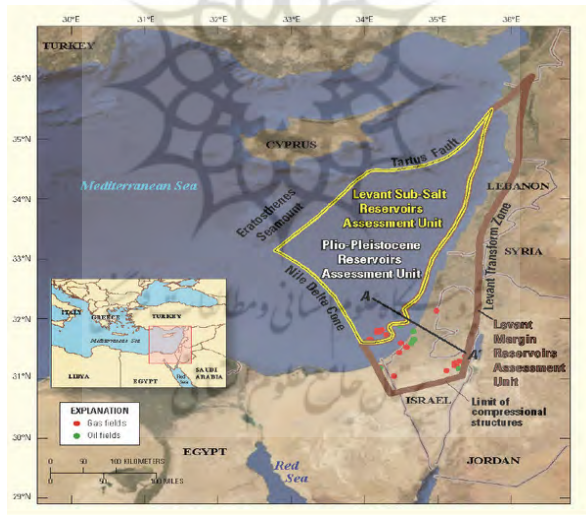 30°E
32°E
33°E
34°E
35°E
36°E
TURKEY
36°N
35°N
CYPRUS
Tartus Fault
34°N
Mediterranean Sea
Eratosthenes
Seamount
Levant Sub-Salt
Reservoirs
Assessment Unit
LEBANON
33°N
Plio-Pleistocene
Reservoirs
Assessment Unit
SYRIA
Levant Transform Zone
Nile Delta Cone
A
A'
32°N
Levant
Margin
Reservoirs
Assessment
Unit
ITALY
GREECE
TURKEY
Mediterranean Sea
LIBYA
EGYPT
Red
Sea
SAUDI
ARABIA
31°N
ISRAEL
Limit of
compressional
structures
EXPLANATION
Gas fields
Oil fields
30°N
EGYPT
JORDAN
Red
Sea
0
50
100 KILOMETERS
0
50
100 MILES
29°N